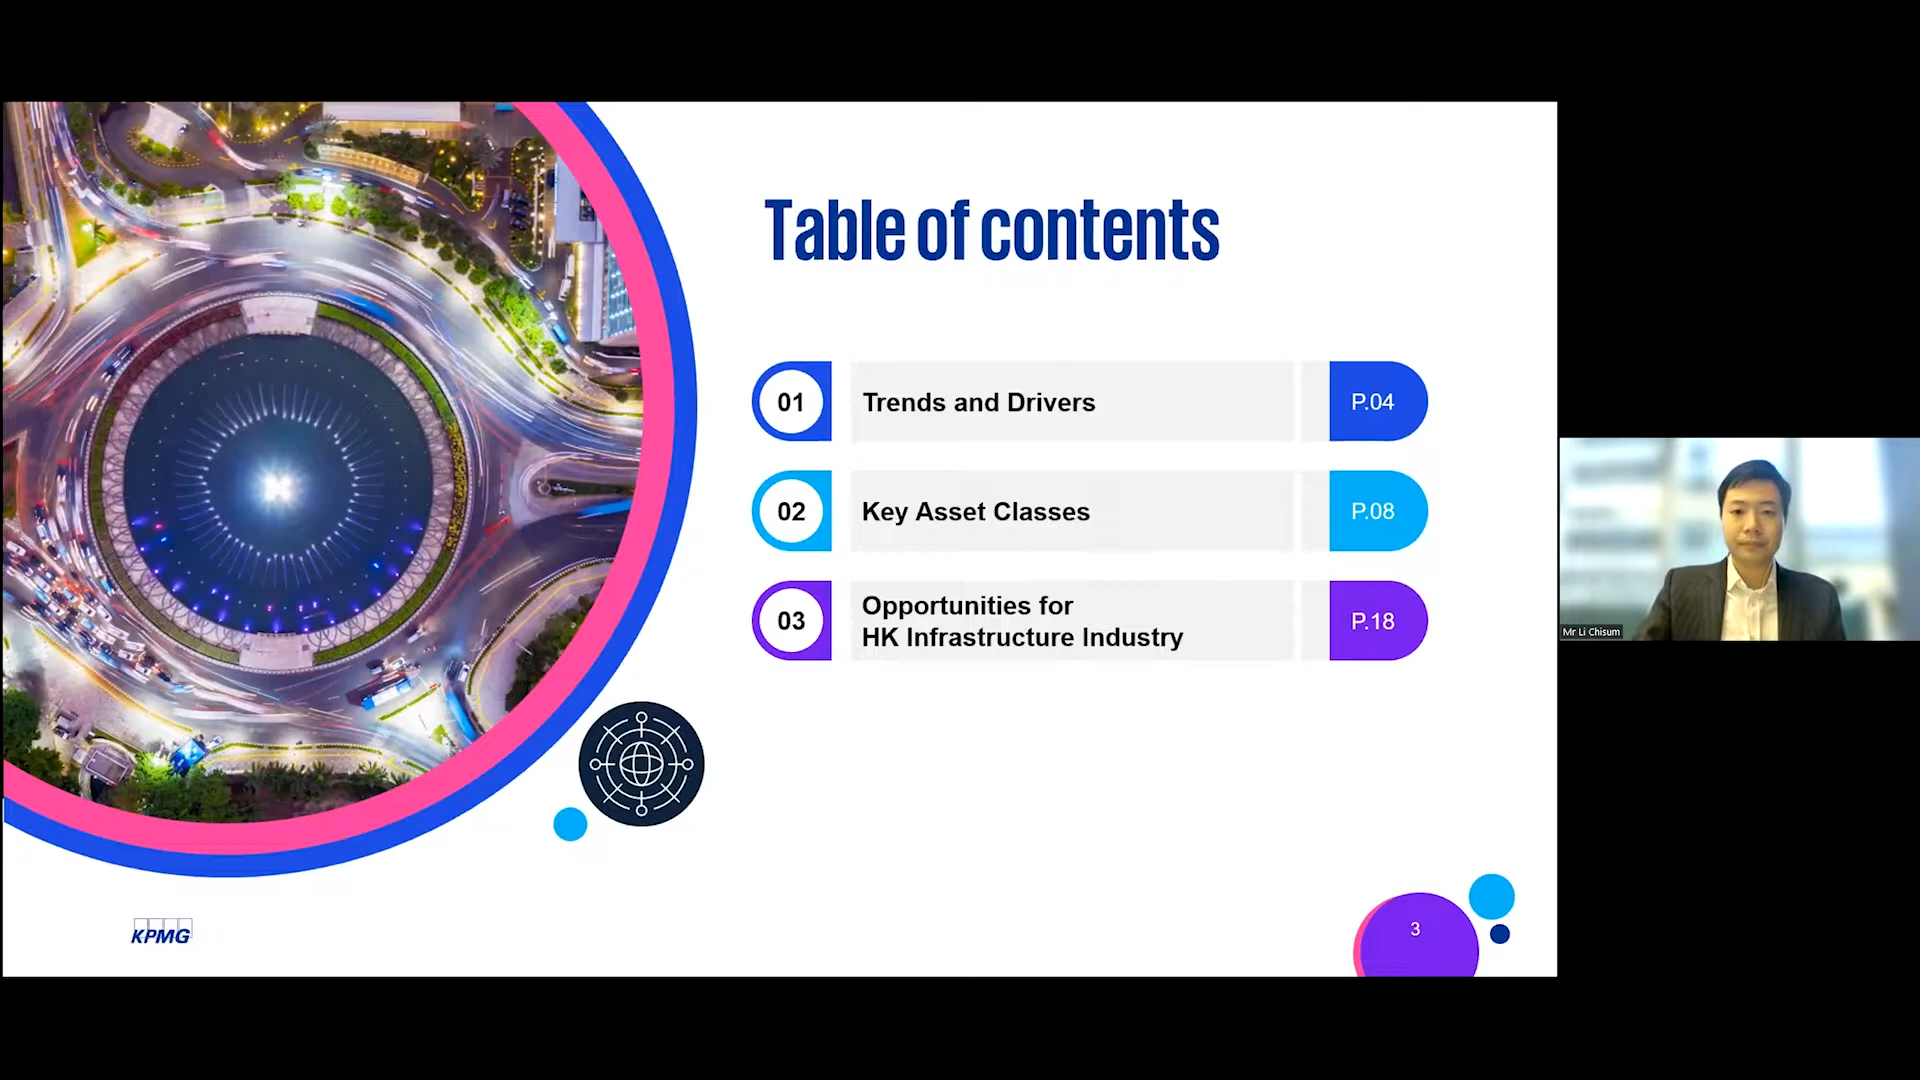 Table of contents
01
Trends and Drivers
P.04
02
Key Asset Classes
P.08
03
Opportunities for
HK Infrastructure Industry
P.18
Mr Li Chisum
KPMG
3